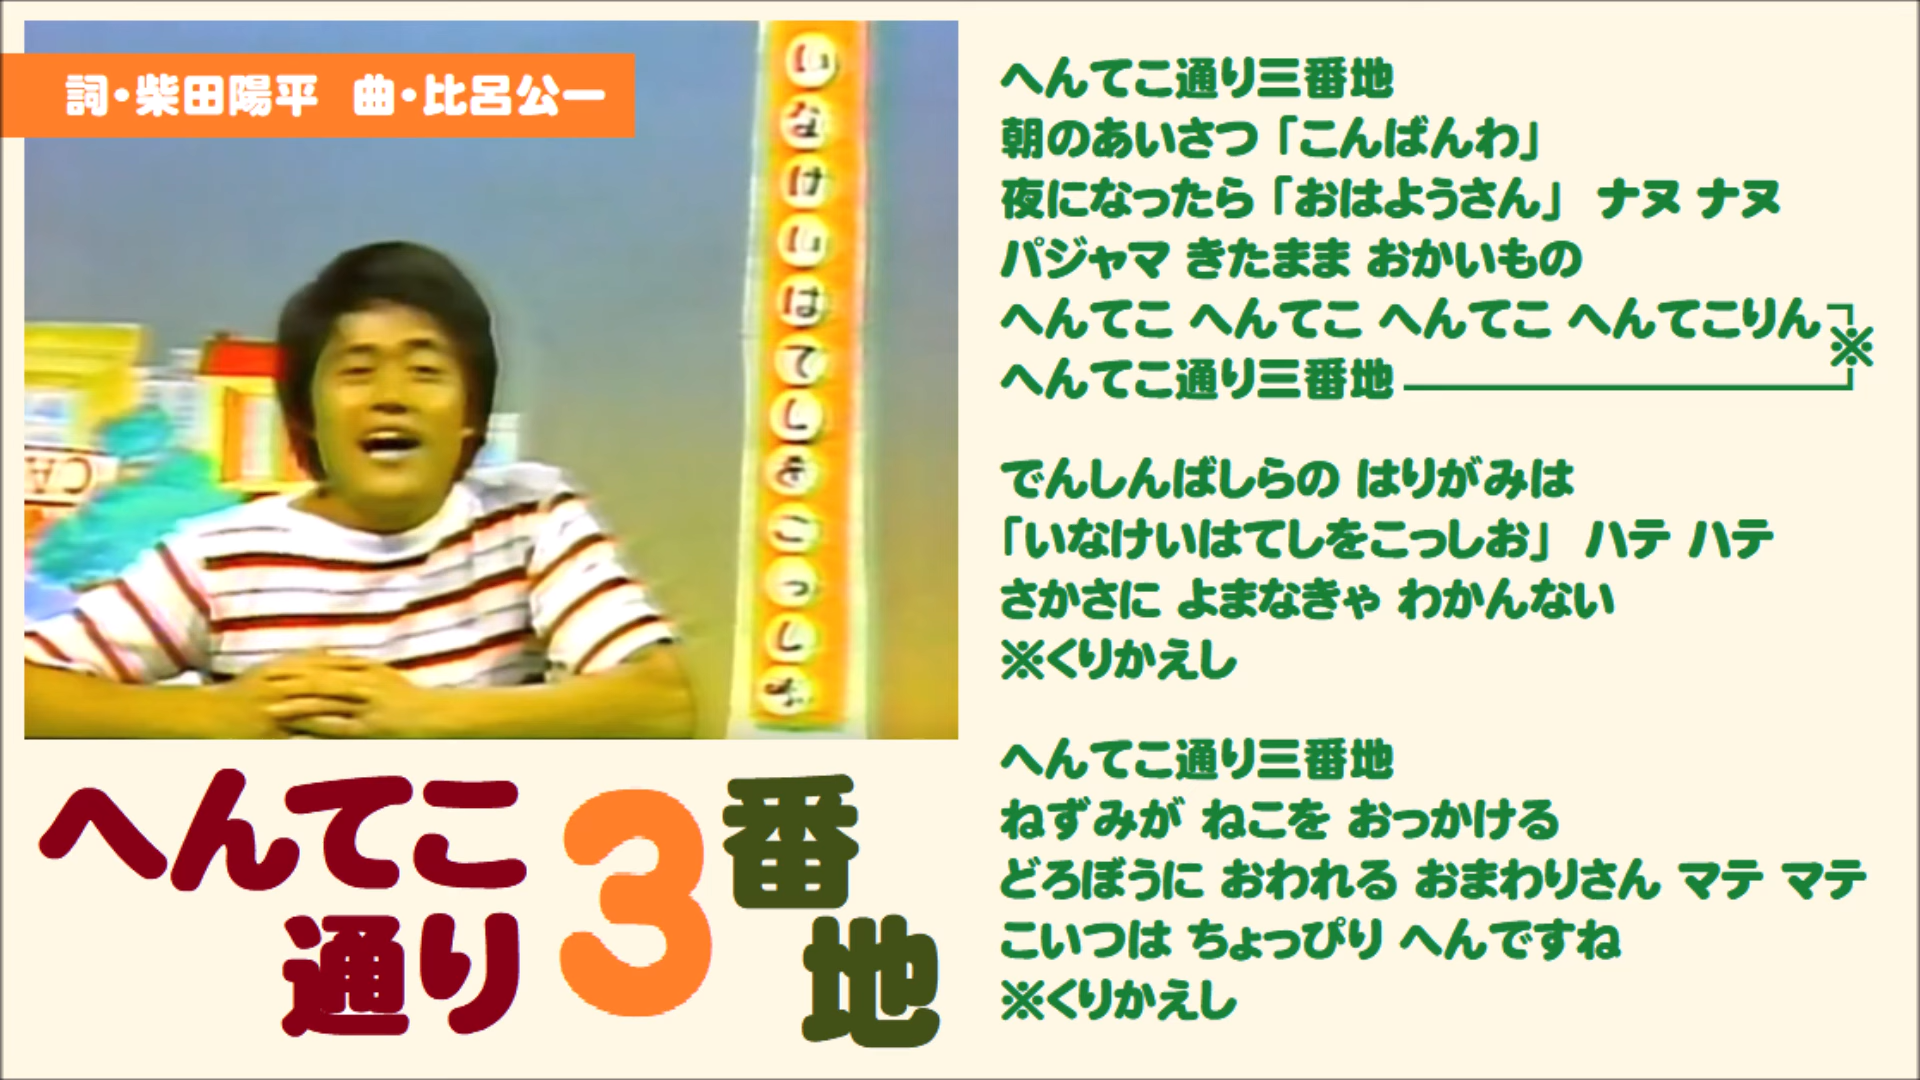 詞・柴田陽平 曲・比呂公一
いなけいはてしをこっしお
へんてこ
通り
3
番
地
へんてこ通り三番地
朝のあいさつ「こんばんわ」
夜になったら「おはようさん」 ナヌ ナヌ
パジャマ きたまま おかいもの
へんてこ へんてこ へんてこ へんてこりん
※
へんてこ通り三番地
でんしんばしらの はりがみは
「いなけいはてしをこっしお」 ハテ ハテ
さかさに よまなきゃ わかんない
※くりかえし
へんてこ通り三番地
ねずみが ねこを おっかける
どろぼうに おわれる おまわりさん マテ マテ
こいつは ちょっぴり へんですね
※くりかえし